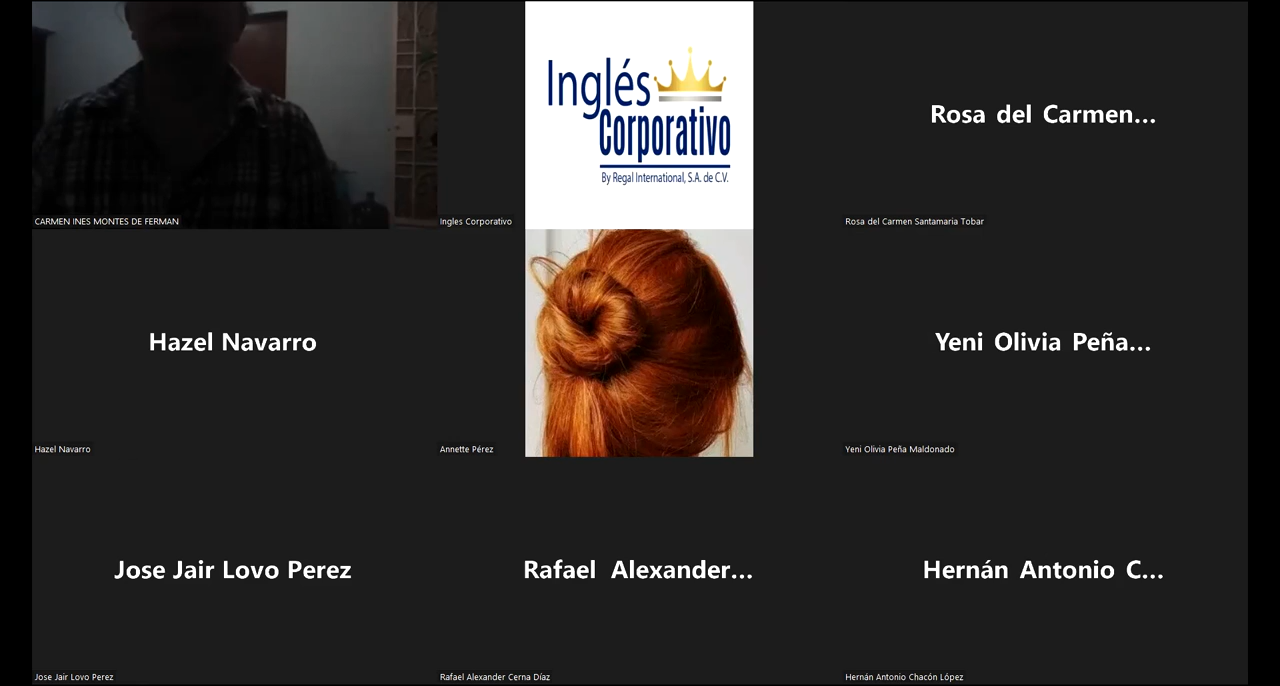 Inglés
Corporativo
By Regal International, S.A. de C.V.
Rosa del Carmen...
CARMEN INES MONTES DE FERMAN
Ingles Corporativo
Rosa del Carmen Santamaria Tobar
Hazel Navarro
Yeni Olivia Peña...
Hazel Navarro
Annette Pérez
Yeni Olivia Peña Maldonado
Jose Jair Lovo Perez
Rafael Alexander...
Hernán Antonio C...
Jose Jair Lovo Perez
Rafael Alexander Cerna Díaz
Hernán Antonio Chacón López